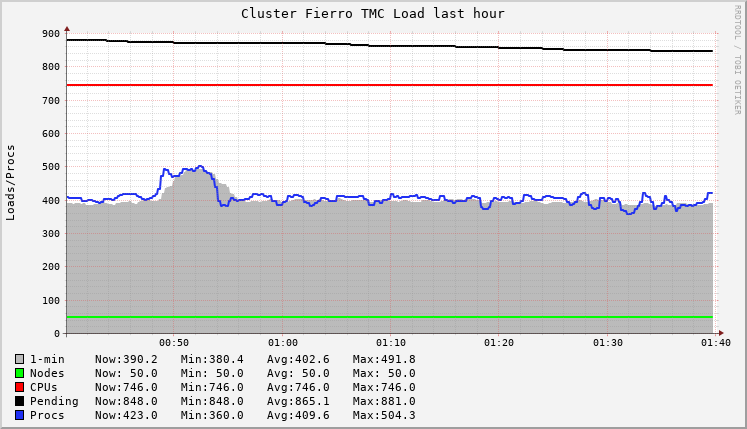 Cluster Fierro TMC Load last hour
RRDTOOL / TOBI OETIKER
Loads/Procs
900
800
700
600
500
400
300
200
100
0
00:50 01:00 01:10 01:20 01:30 01:40
1-min Now:390.2 Min:380.4 Avg:402.6 Max:491.8
Nodes Now: 50.0 Min: 50.0 Avg: 50.0 Max: 50.0
CPUs Now:746.0 Min:746.0 Avg:746.0 Max:746.0
Pending Now:848.0 Min:848.0 Avg:865.1 Max:881.0
Procs Now:423.0 Min:360.0 Avg:409.6 Max:504.3